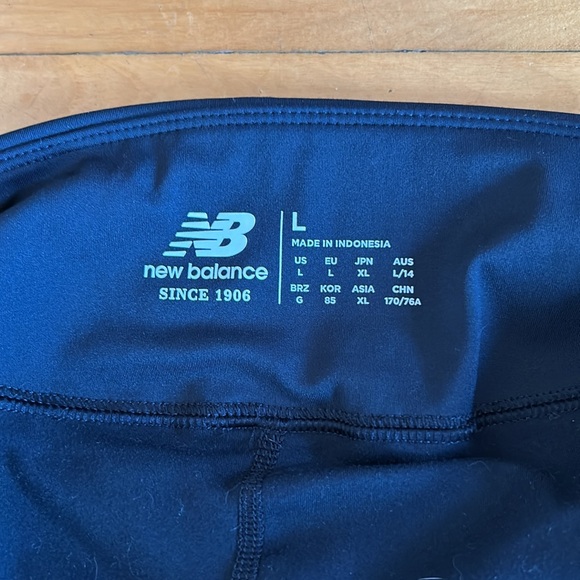 NB
new balance
SINCE 1906
L
MADE IN INDONESIA
US EU JPN AUS
L L XL L/14
BRZ KOR ASIA CHN
G 85 XL 170/76A